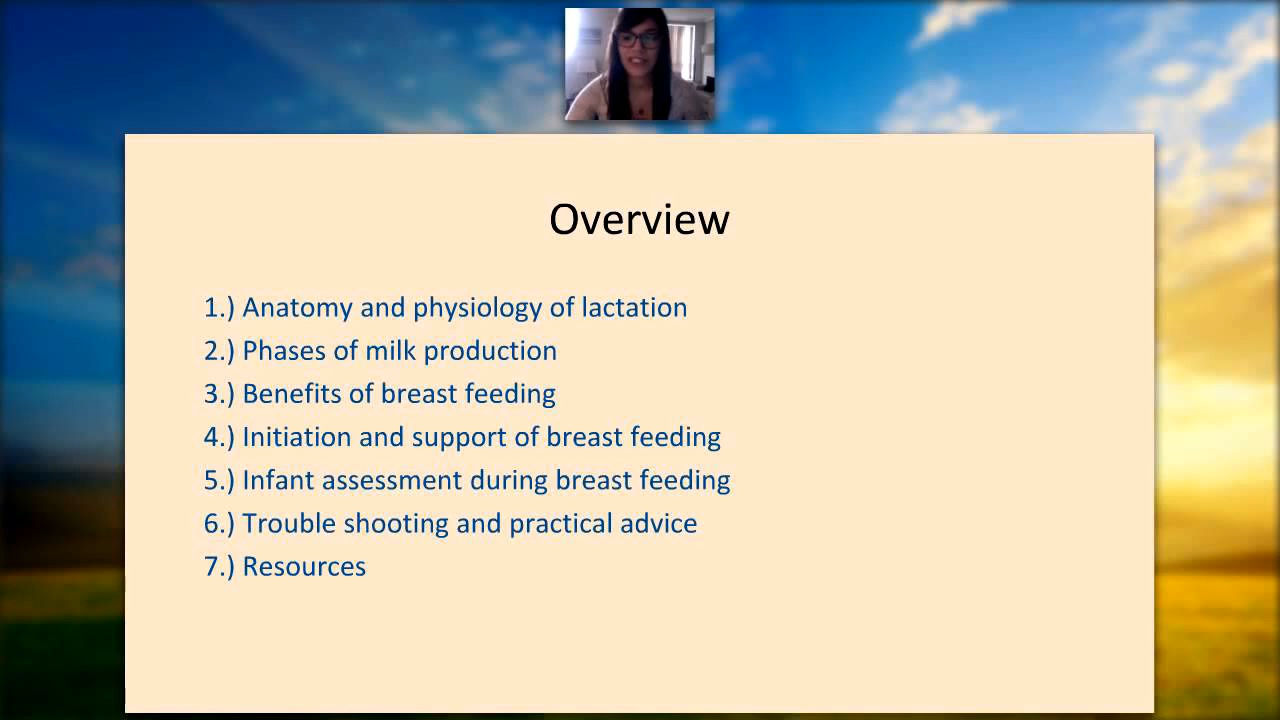 Overview
1.) Anatomy and physiology of lactation
2.) Phases of milk production
3.) Benefits of breast feeding
4.) Initiation and support of breast feeding
5.) Infant assessment during breast feeding
6.) Trouble shooting and practical advice
7.) Resources